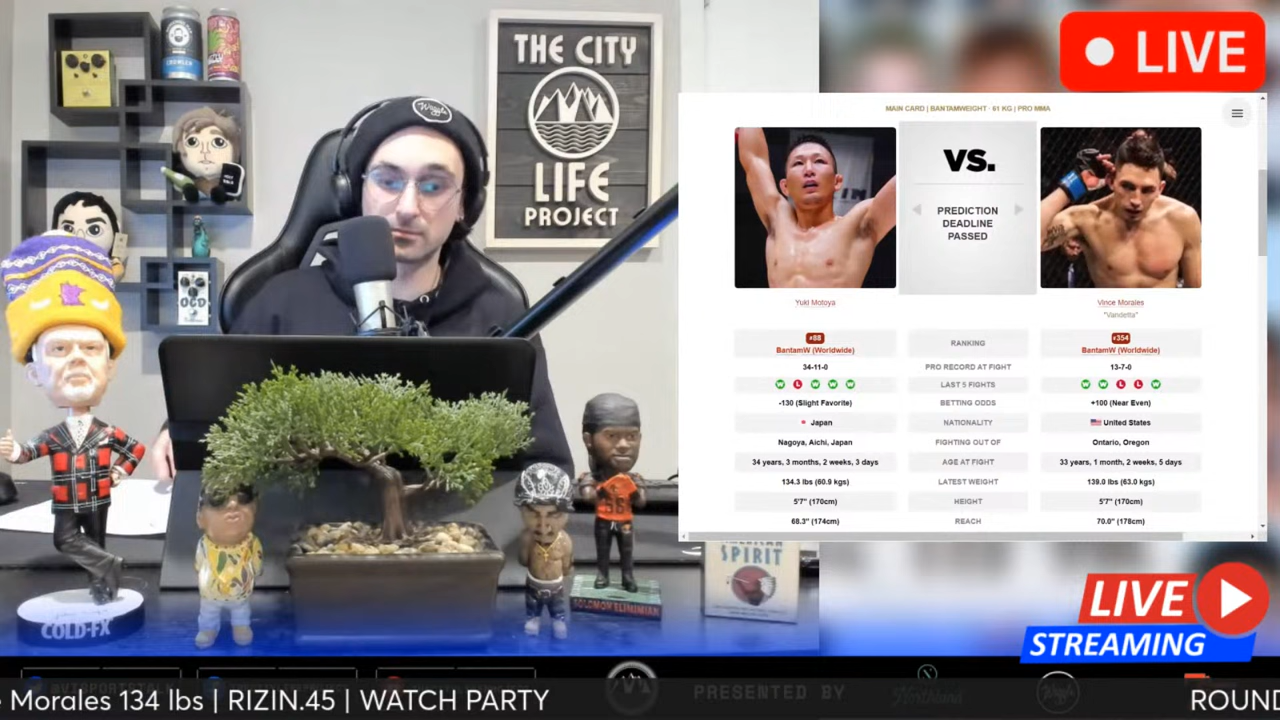 THE CITY
LIFE
PROJECT
Wiggle
OCD
COLD-FX
SOLOMON ELIMIMIAN
SPIRIT
LIVE
MAIN CARD | BANTAMWEIGHT · 61 KG | PRO MMA
VS.
PREDICTION
DEADLINE
PASSED
Yuki Motoya
Vince Morales
"Vandetta"
#88 RANKING #354
BantamW (Worldwide) BantamW (Worldwide)
34-11-0 PRO RECORD AT FIGHT 13-7-0
W L W W W LAST 5 FIGHTS W W L L W
-130 (Slight Favorite) BETTING ODDS +100 (Near Even)
Japan NATIONALITY United States
Nagoya, Aichi, Japan FIGHTING OUT OF Ontario, Oregon
34 years, 3 months, 2 weeks, 3 days AGE AT FIGHT 33 years, 1 month, 2 weeks, 5 days
134.3 lbs (60.9 kgs) LATEST WEIGHT 139.0 lbs (63.0 kgs)
5'7" (170cm) HEIGHT 5'7" (170cm)
68.3" (174cm) REACH 70.0" (178cm)
LIVE
STREAMING
PRESENTED BY
Northland
Morales 134 lbs | RIZIN.45 | WATCH PARTY
ROUND